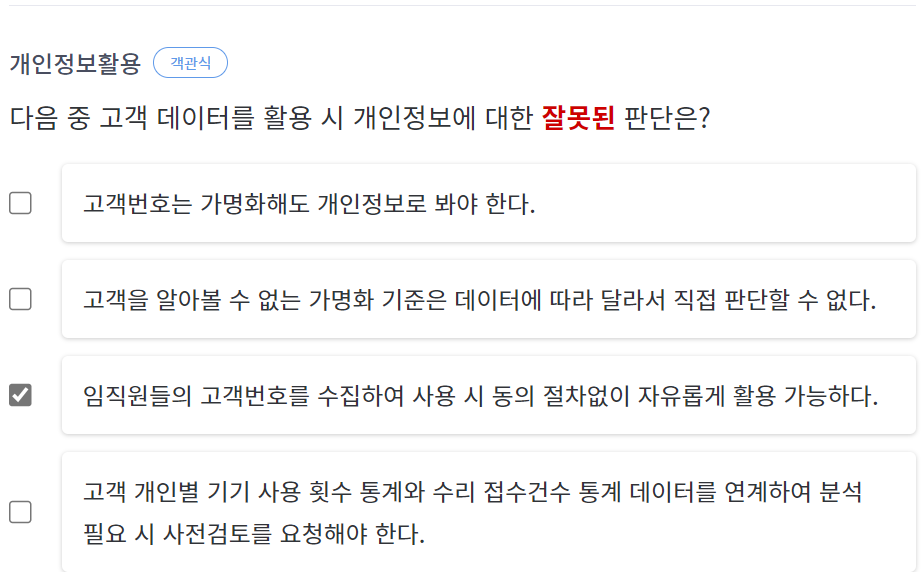 개인정보활용 객관식
다음 중 고객 데이터를 활용 시 개인정보에 대한 잘못된 판단은?
고객번호는 가명화해도 개인정보로 봐야 한다.
고객을 알아볼 수 없는 가명화 기준은 데이터에 따라 달라서 직접 판단할 수 없다.
임직원들의 고객번호를 수집하여 사용 시 동의 절차없이 자유롭게 활용 가능하다.
고객 개인별 기기 사용 횟수 통계와 수리 접수건수 통계 데이터를 연계하여 분석
필요 시 사전검토를 요청해야 한다.